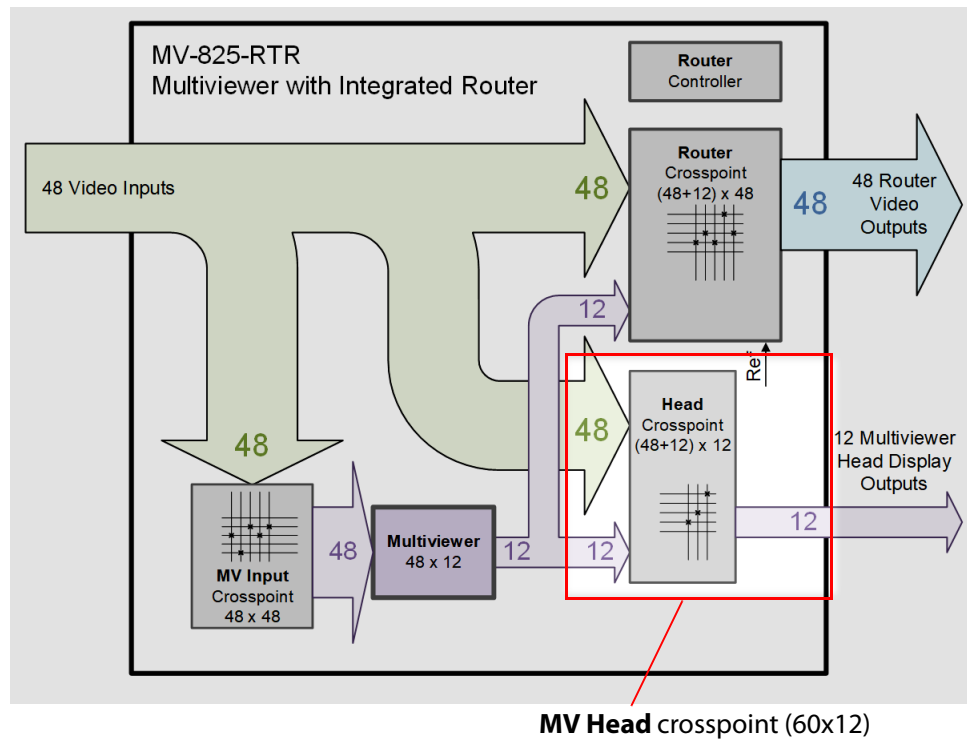 MV-825-RTR
Multiviewer with Integrated Router
Router
Controller
48 Video Inputs
48
Router
Crosspoint
(48+12) x 48
48
48 Router
Video
Outputs
12
Ref
48
48
Head
Crosspoint
(48+12) x 12
12 Multiviewer
Head Display
Outputs
MV Input
Crosspoint
48 x 48
48
Multiviewer
48 x 12
12
12
12
MV Head crosspoint (60x12)